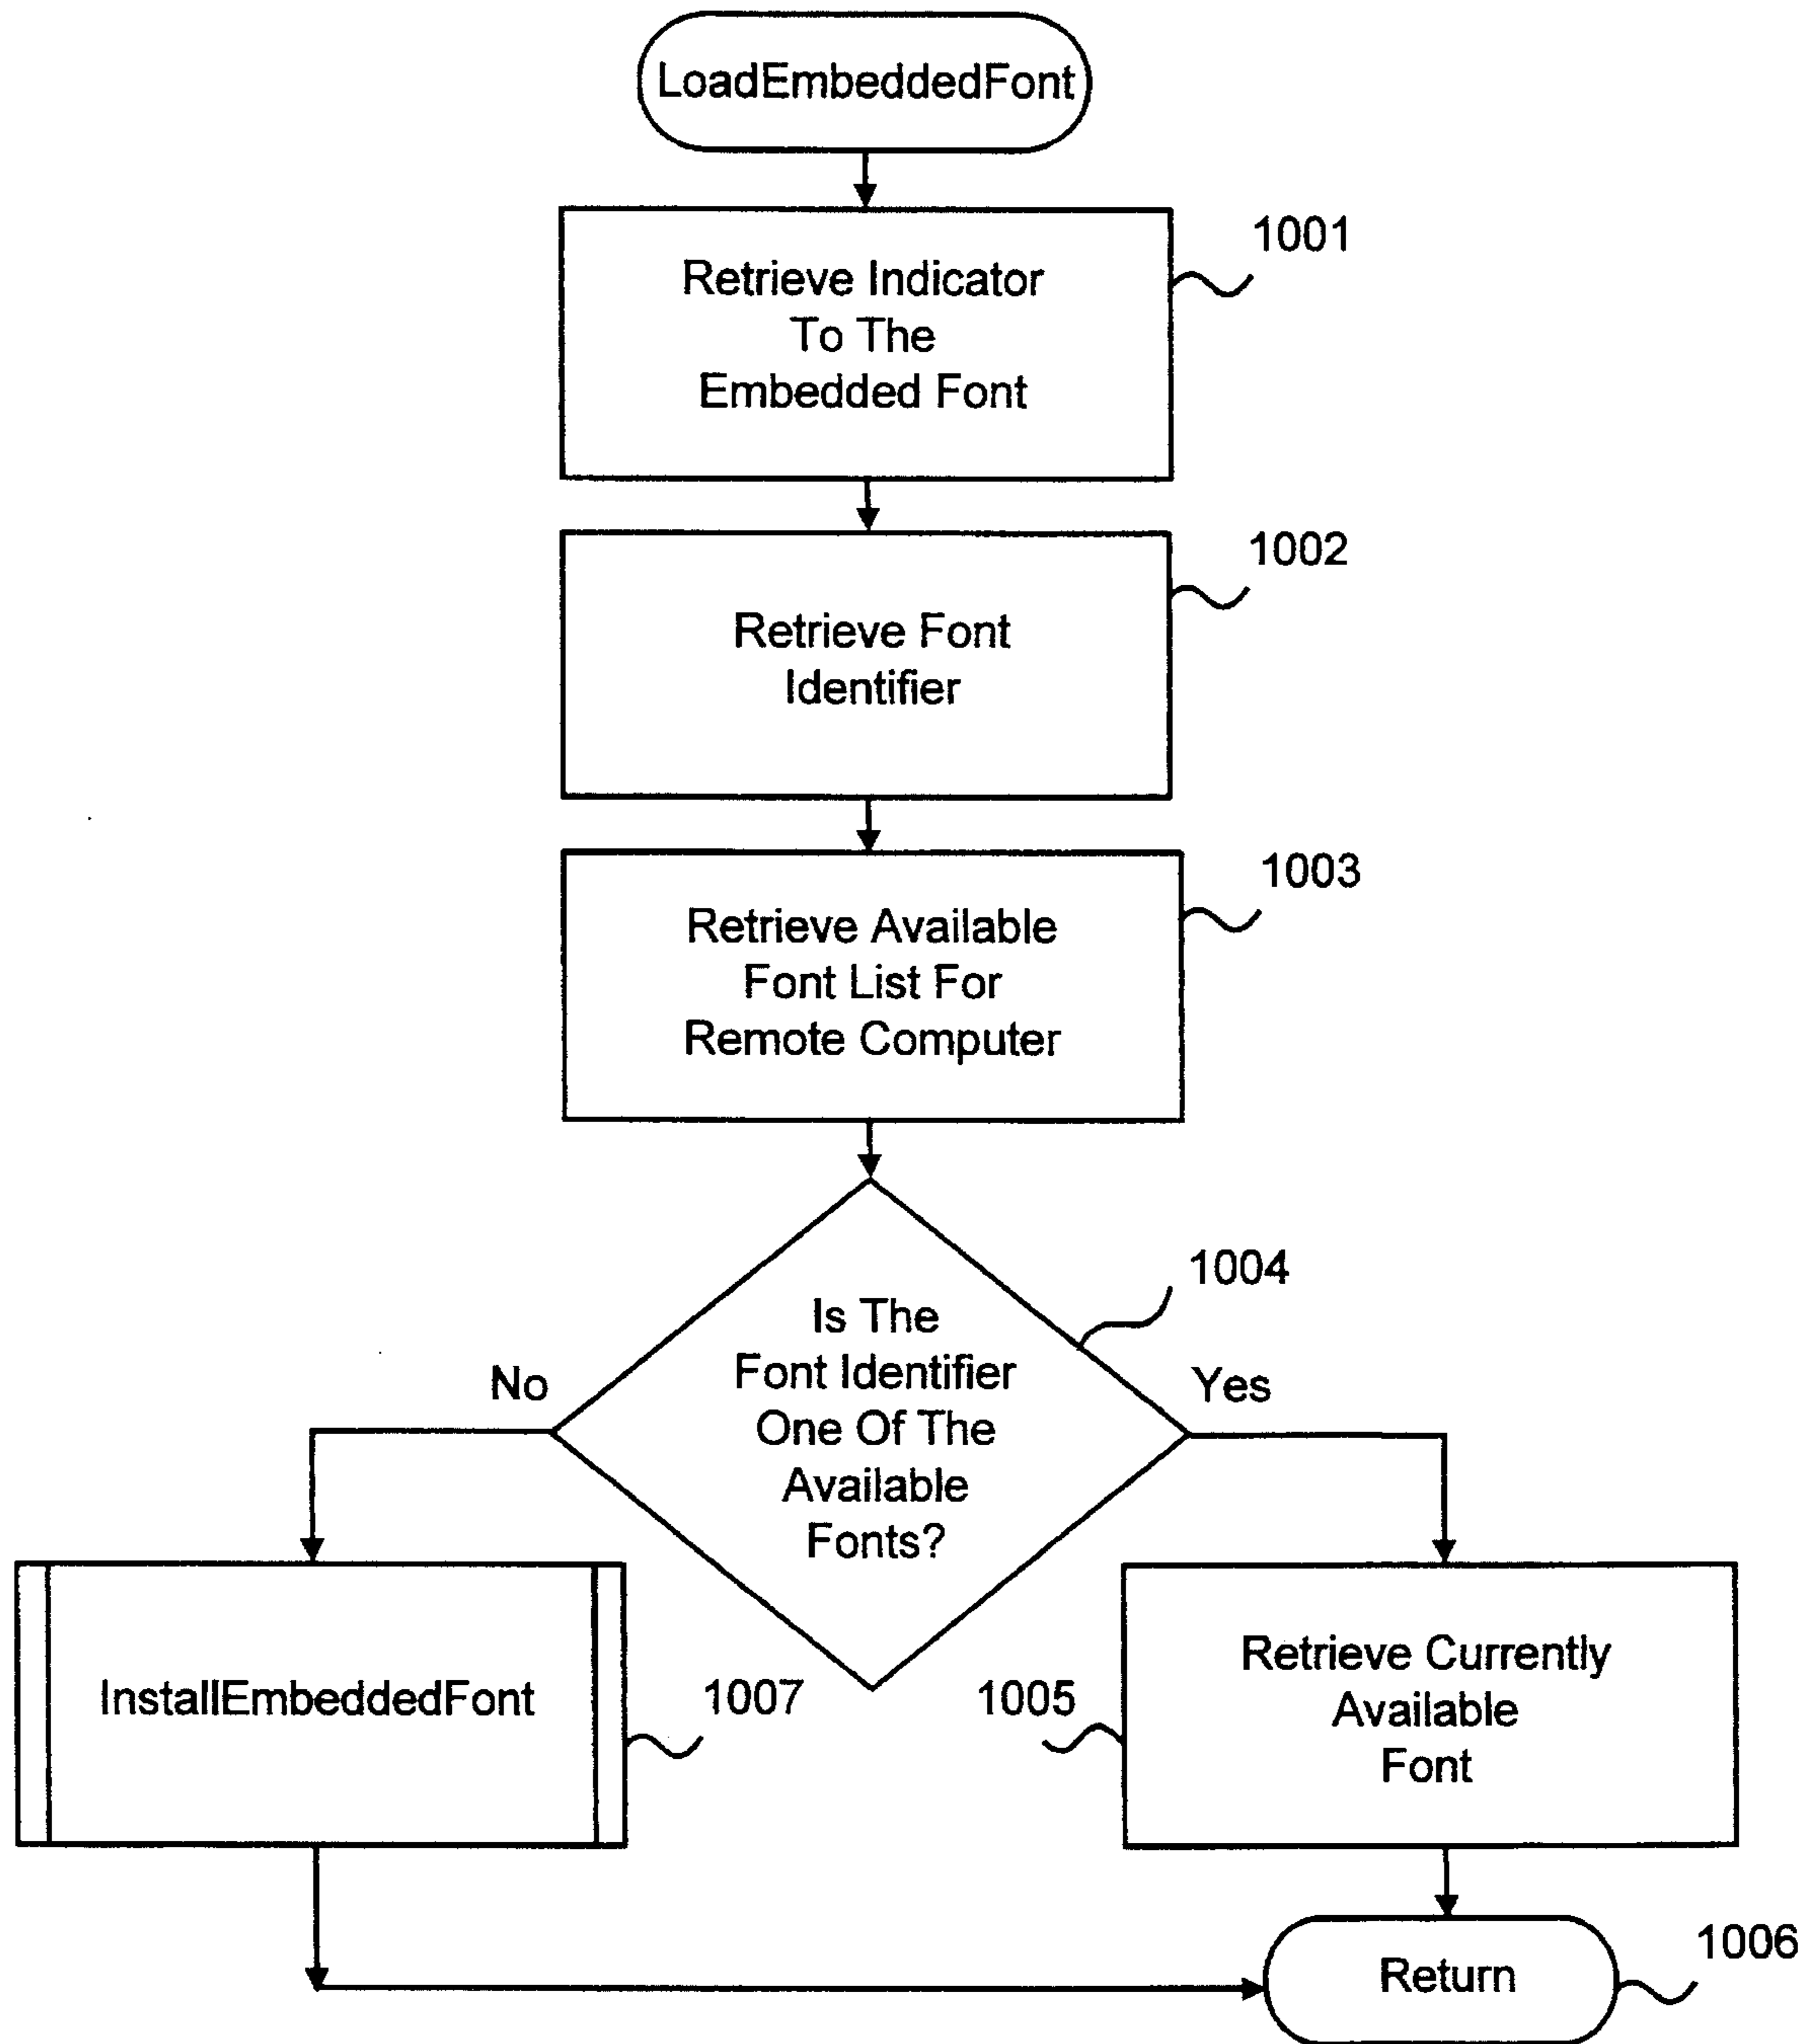 LoadEmbeddedFont
1001
Retrieve Indicator
To The
Embedded Font
1002
Retrieve Font
Identifier
1003
Retrieve Available
Font List For
Remote Computer
1004
Is The
Font Identifier
One Of The
Available
Fonts?
No
Yes
InstallEmbeddedFont
1007
1005
Retrieve Currently
Available
Font
Return
1006